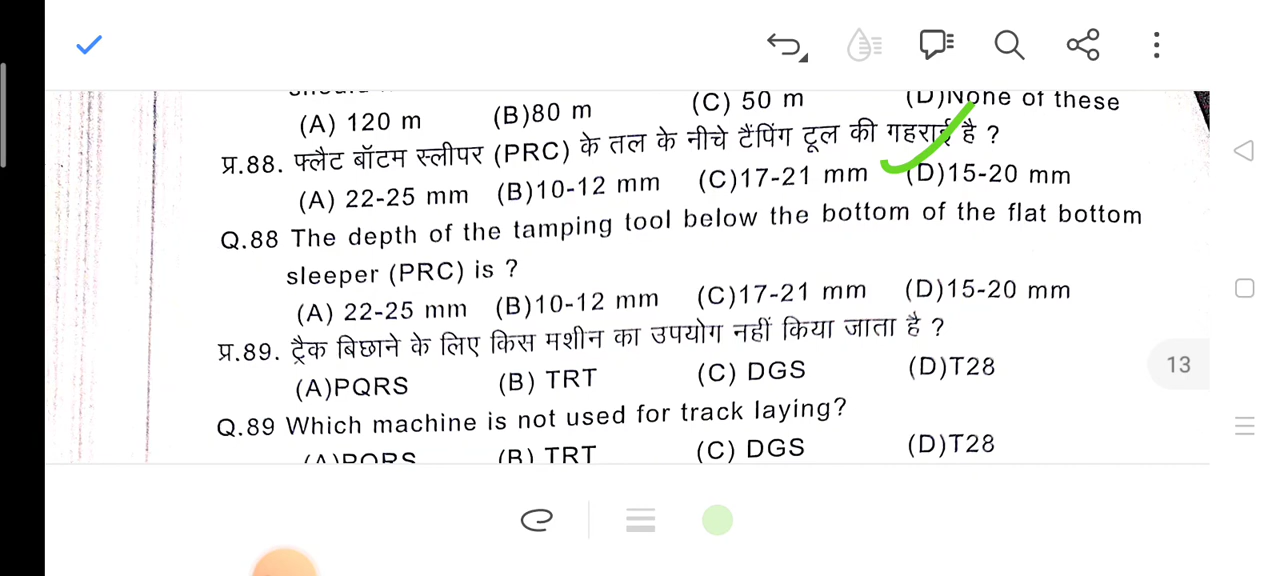 (A) 120 m (B)80 m (C) 50 m (D)None of these
प्र.88. फ्लैट बॉटम स्लीपर (PRC) के तल के नीचे टैंपिंग टूल की गहराई है ?
(A) 22-25 mm (B)10-12 mm (C)17-21 mm (D)15-20 mm
Q.88 The depth of the tamping tool below the bottom of the flat bottom
sleeper (PRC) is ?
(A) 22-25 mm (B)10-12 mm (C)17-21 mm (D)15-20 mm
प्र.89. ट्रैक बिछाने के लिए किस मशीन का उपयोग नहीं किया जाता है ?
(A)PQRS (B) TRT (C) DGS (D)T28
13
Q.89 Which machine is not used for track laying?
(A)PQRS (B) TRT (C) DGS (D)T28